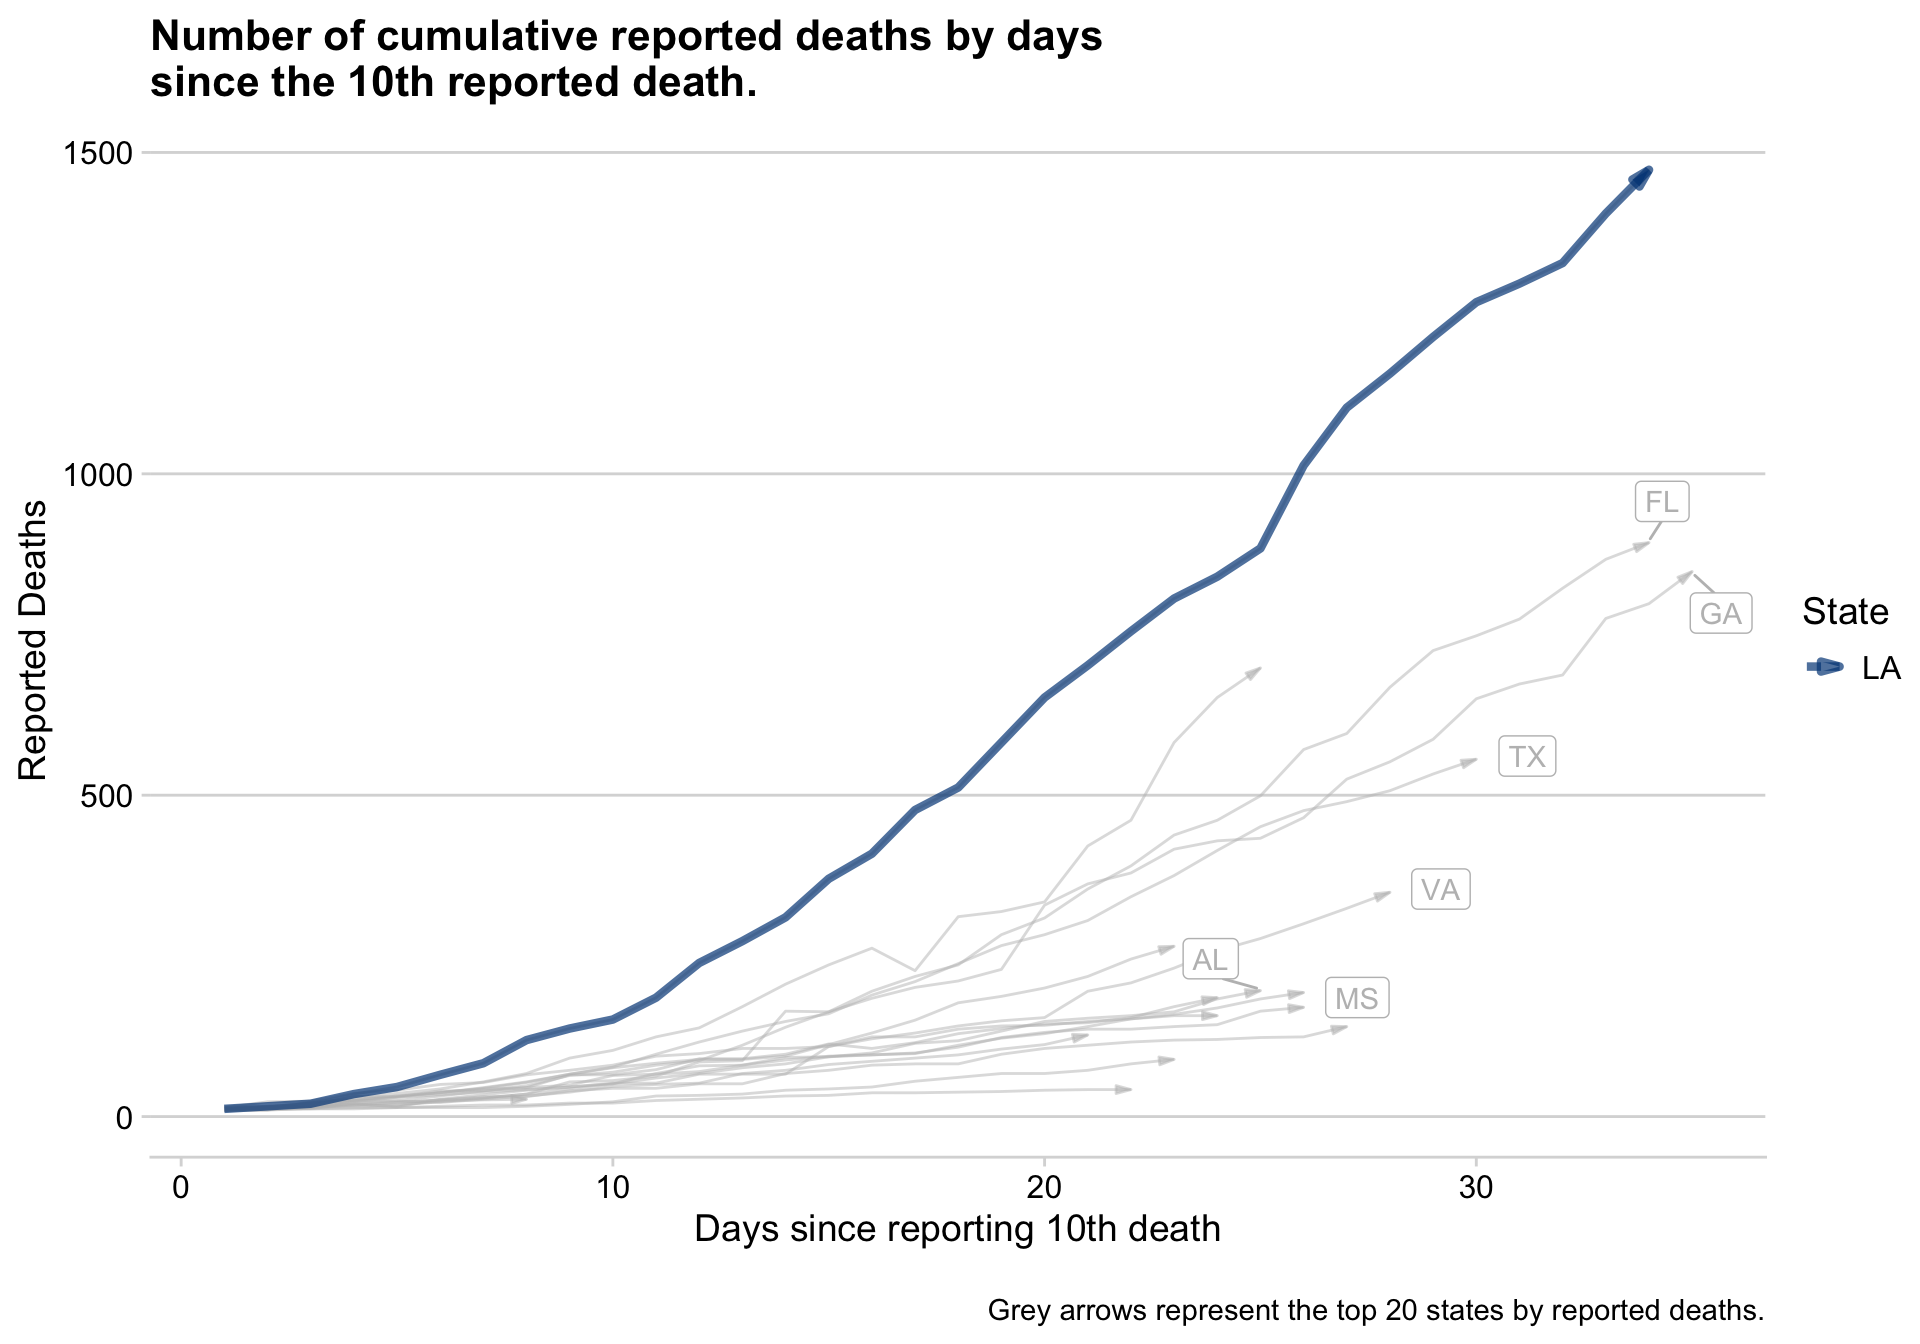 Number of cumulative reported deaths by days
since the 10th reported death.
1500
1000
500
0
Reported Deaths
FL
GA
TX
VA
AL
MS
State
LA
0
10
20
30
Days since reporting 10th death
Grey arrows represent the top 20 states by reported deaths.